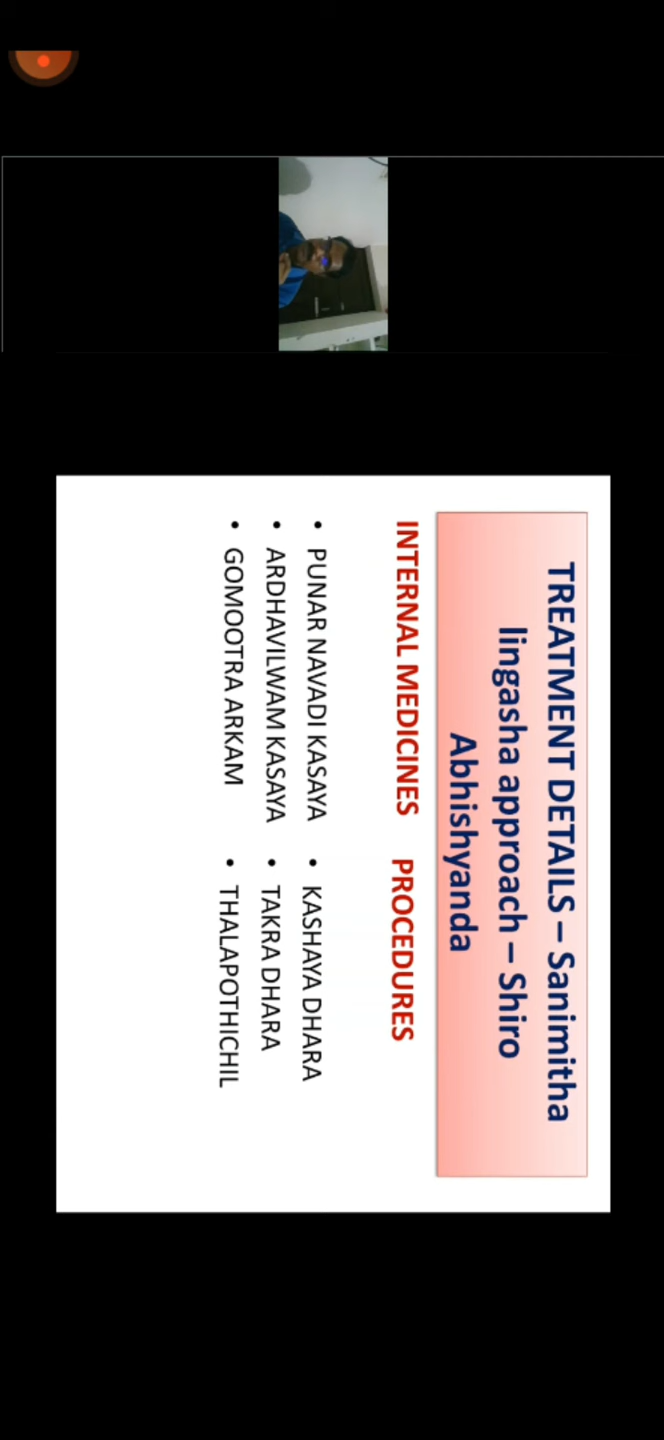 TREATMENT DETAILS – Sanimitha
lingasha approach – Shiro
Abhishyanda
INTERNAL MEDICINES
• PUNAR NAVADI KASAYA
• ARDHAVILWAM KASAYA
• GOMOOTRA ARKAM
PROCEDURES
• KASHAYA DHARA
• TAKRA DHARA
• THALAPOTHICHIL